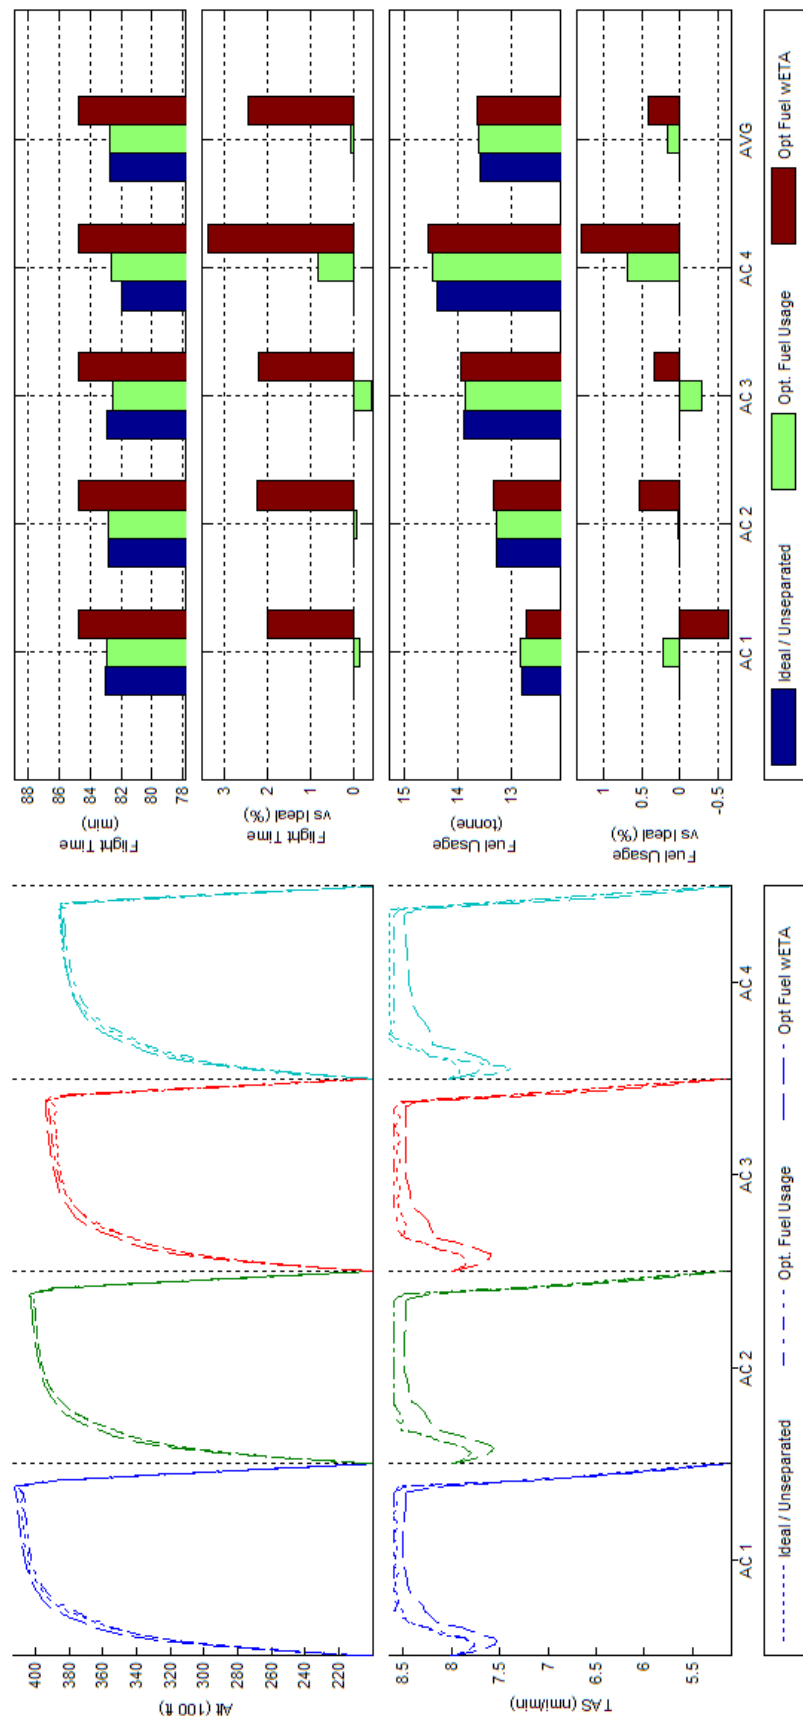 400
380
360
340
320
300
280
260
240
220
Alt (100 ft)
8.5
8
7.5
7
6.5
6
5.5
TAS (nmi/min)
AC 1
AC 2
AC 3
AC 4
Ideal / Unseparated
Opt. Fuel Usage
Opt Fuel wETA
88
86
84
82
80
78
Flight Time
(min)
3
2
1
0
Flight Time
vs Ideal (%)
15
14
13
Fuel Usage
(tonne)
1
0.5
0
-0.5
Fuel Usage
vs Ideal (%)
AC 1
AC 2
AC 3
AC 4
AVG
Ideal / Unseparated
Opt. Fuel Usage
Opt Fuel wETA